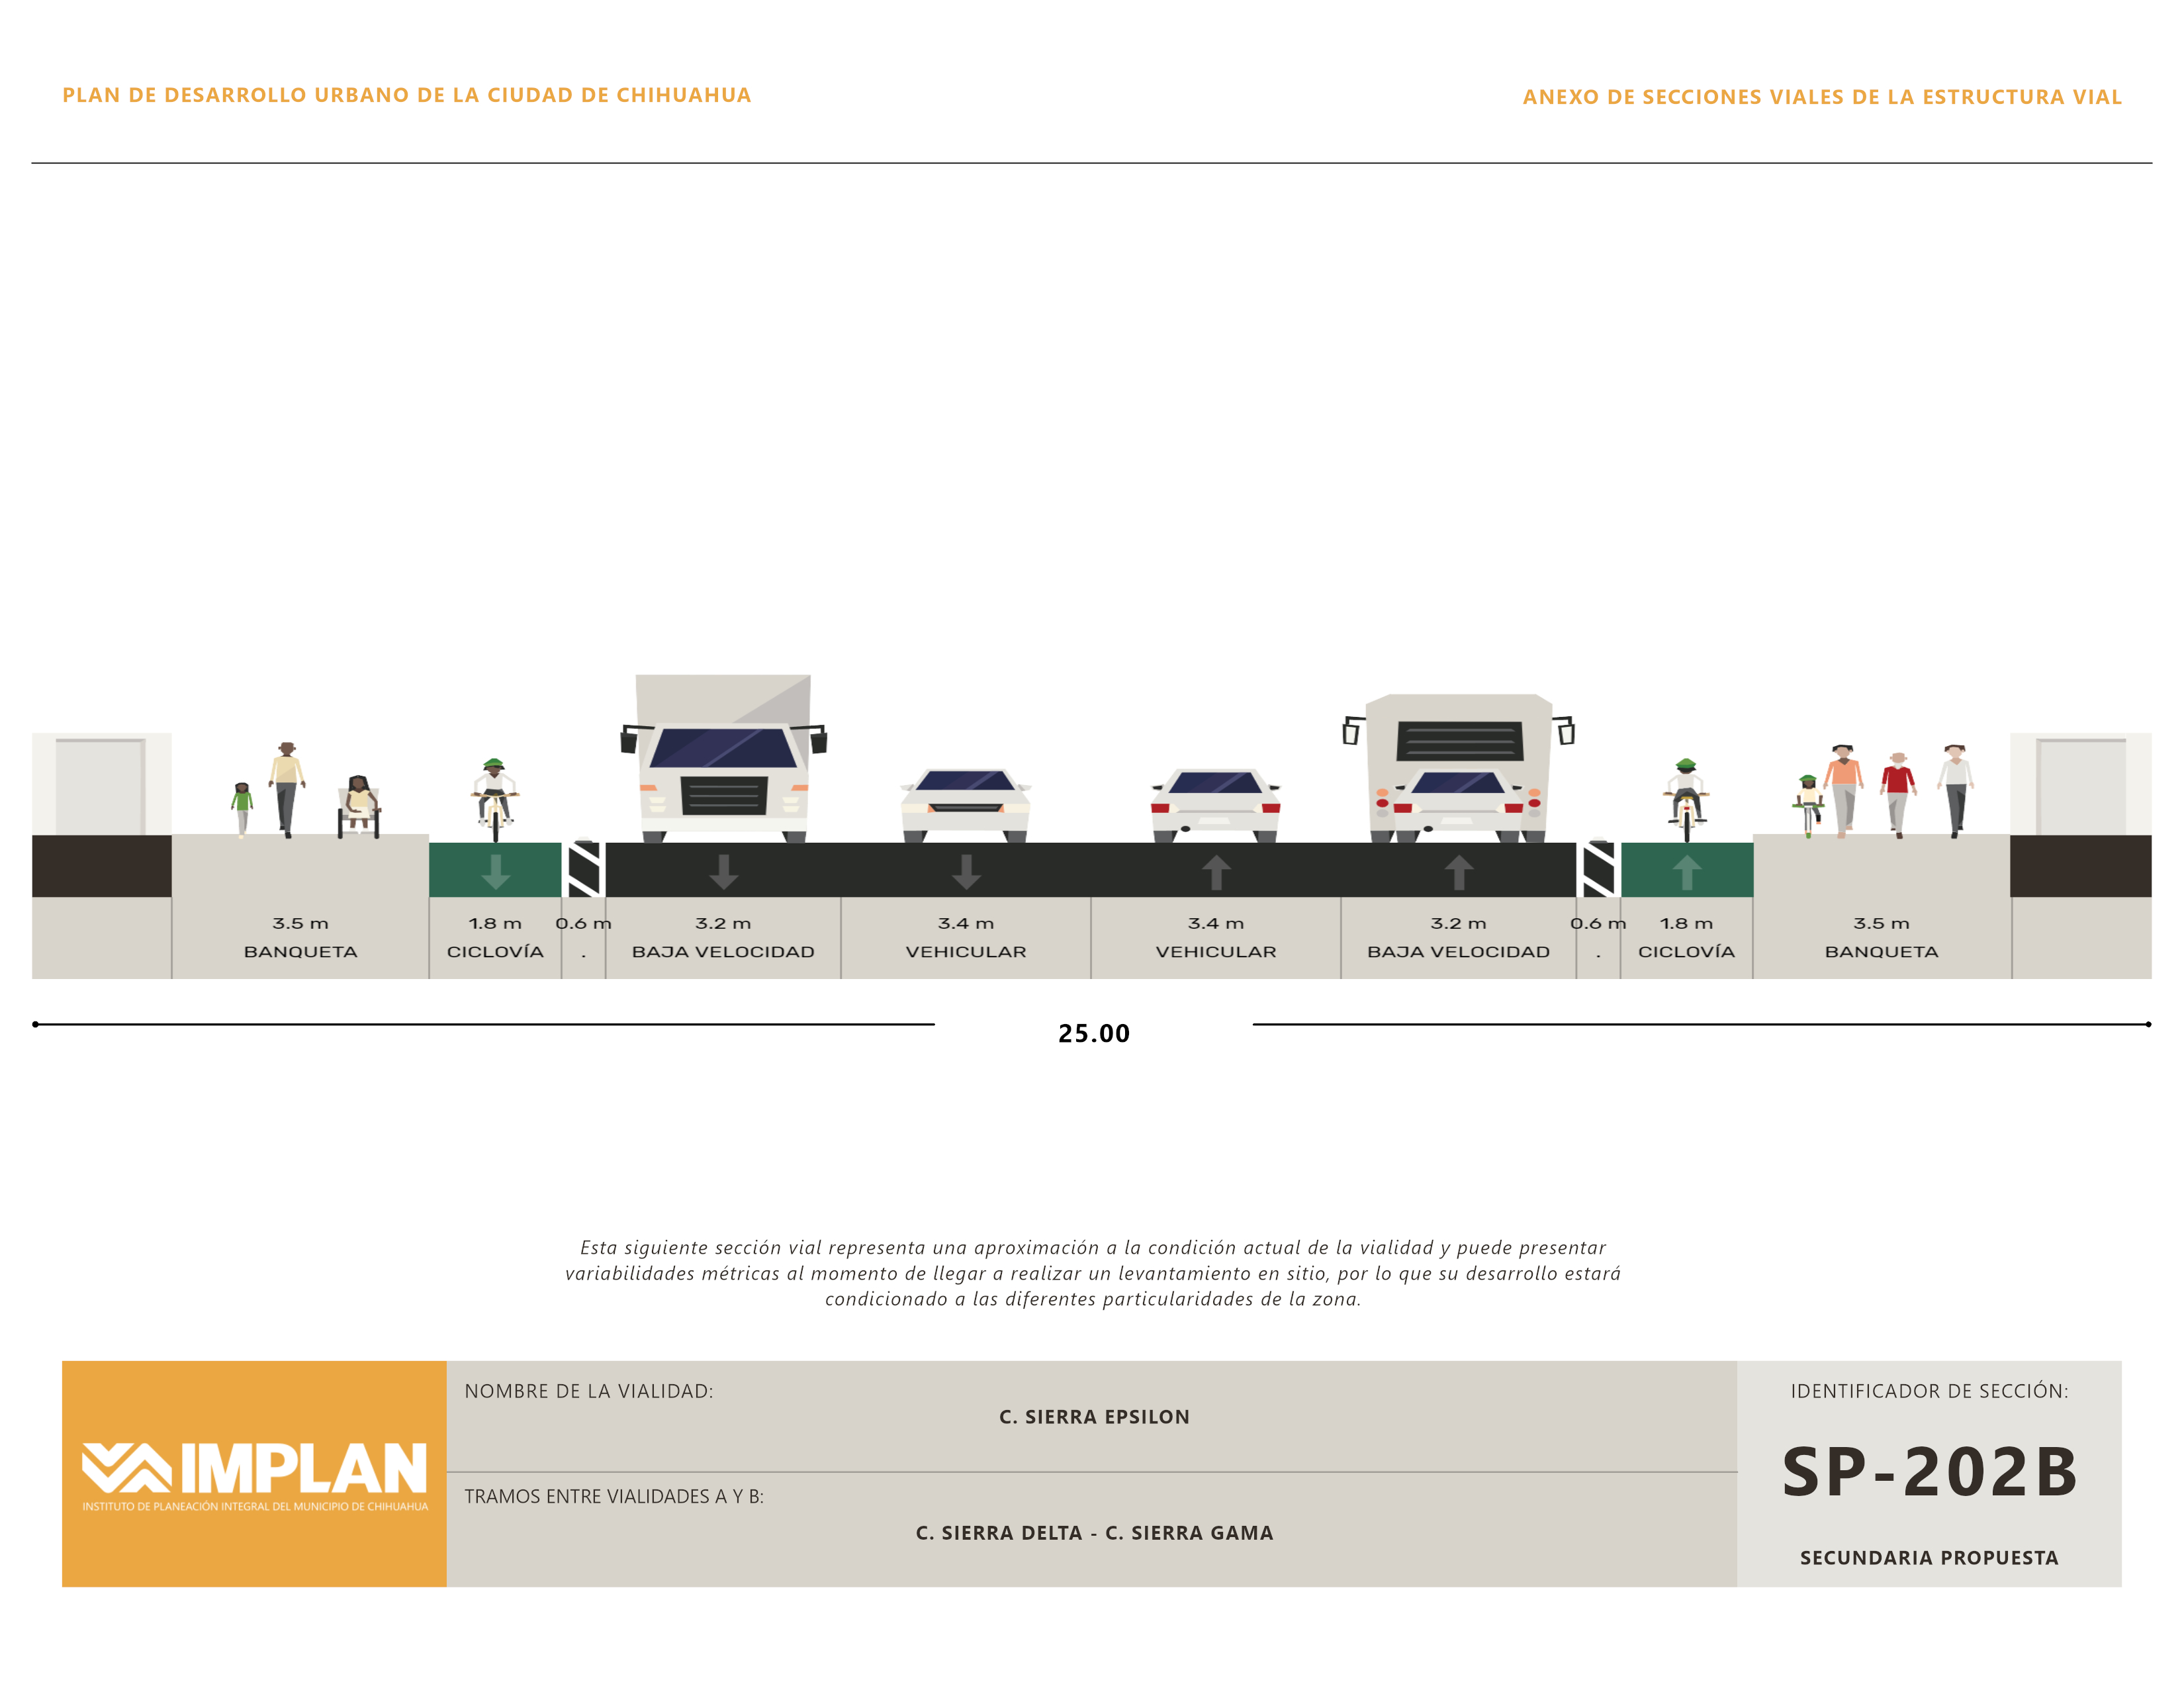 PLAN DE DESARROLLO URBANO DE LA CIUDAD DE CHIHUAHUA
ANEXO DE SECCIONES VIALES DE LA ESTRUCTURA VIAL
3.5 m 1.8 m 0.6 m 3.2 m 3.4 m 3.4 m 3.2 m 0.6 m 1.8 m 3.5 m
BANQUETA CICLOVÍA . BAJA VELOCIDAD VEHICULAR VEHICULAR BAJA VELOCIDAD . CICLOVÍA BANQUETA
25.00
Esta siguiente sección vial representa una aproximación a la condición actual de la vialidad y puede presentar
variabilidades métricas al momento de llegar a realizar un levantamiento en sitio, por lo que su desarrollo estará
condicionado a las diferentes particularidades de la zona.
IMPLAN
INSTITUTO DE PLANEACIÓN INTEGRAL DEL MUNICIPIO DE CHIHUAHUA
NOMBRE DE LA VIALIDAD:
C. SIERRA EPSILON
TRAMOS ENTRE VIALIDADES A Y B:
C. SIERRA DELTA - C. SIERRA GAMA
IDENTIFICADOR DE SECCIÓN:
SP-202B
SECUNDARIA PROPUESTA